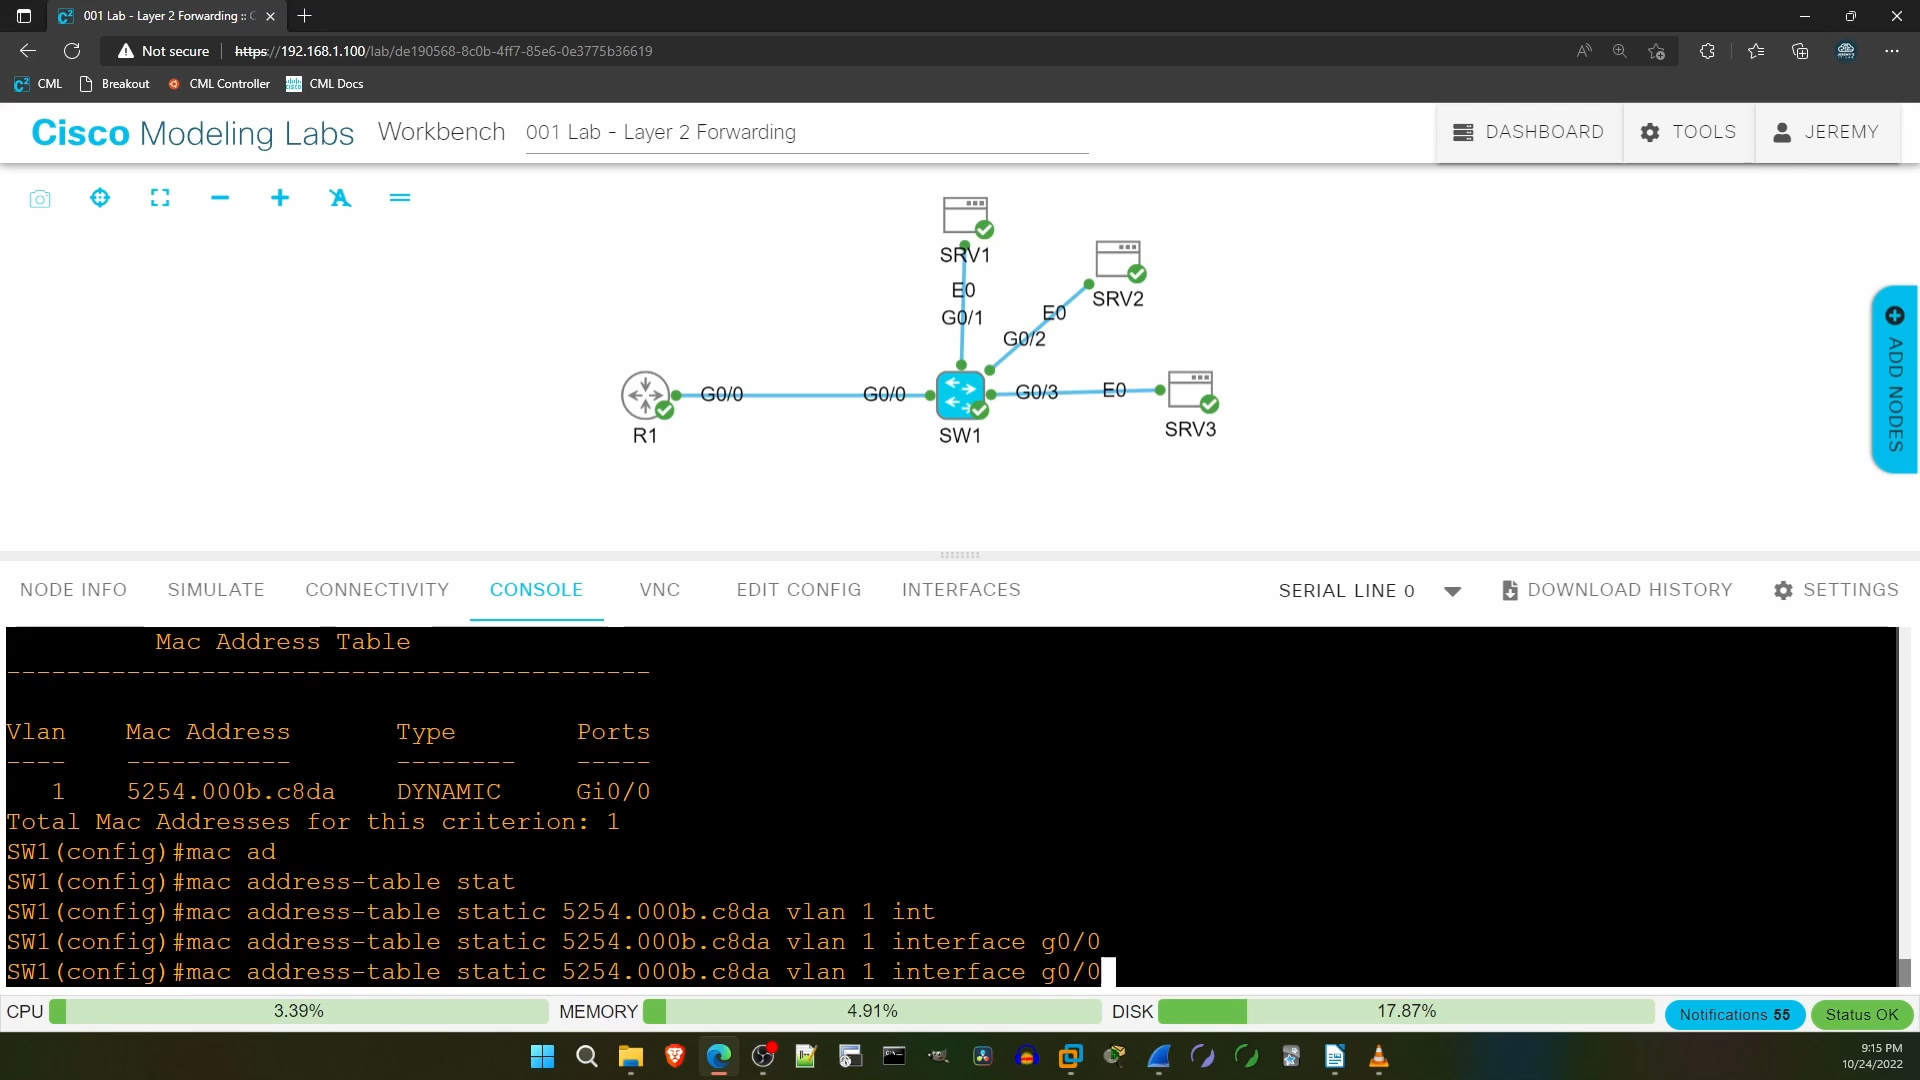 001 Lab - Layer 2 Forwarding :: C
Not secure https://192.168.1.100/lab/de190568-8c0b-4ff7-85e6-0e3775b36619
CML Breakout CML Controller CML Docs
Cisco Modeling Labs Workbench 001 Lab - Layer 2 Forwarding DASHBOARD TOOLS JEREMY
SRV1
E0
G0/1
SRV2
E0
G0/2
G0/0 G0/0 G0/3 E0
R1 SW1 SRV3
ADD NODES
NODE INFO SIMULATE CONNECTIVITY CONSOLE VNC EDIT CONFIG INTERFACES SERIAL LINE 0 DOWNLOAD HISTORY SETTINGS
Mac Address Table
-------------------------------------------
Vlan Mac Address Type Ports
---- ----------- -------- -----
1 5254.000b.c8da DYNAMIC Gi0/0
Total Mac Addresses for this criterion: 1
SW1(config)#mac ad
SW1(config)#mac address-table stat
SW1(config)#mac address-table static 5254.000b.c8da vlan 1 int
SW1(config)#mac address-table static 5254.000b.c8da vlan 1 interface g0/0
SW1(config)#mac address-table static 5254.000b.c8da vlan 1 interface g0/0
CPU 3.39% MEMORY 4.91% DISK 17.87% Notifications 55 Status OK
9:15 PM
10/24/2022